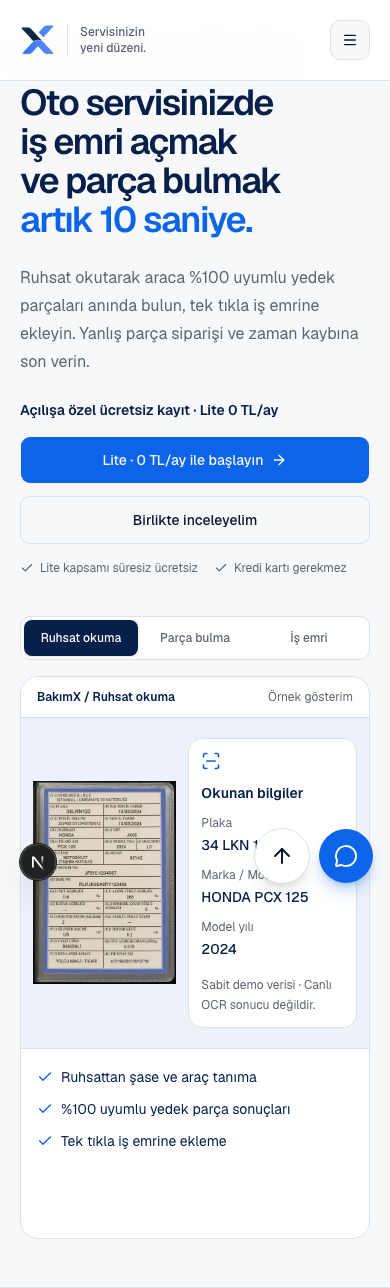 Servisinizin
yeni düzeni.
Oto servisinizde
iş emri açmak
ve parça bulmak
artık 10 saniye.
Ruhsat okutarak araca %100 uyumlu yedek
parçaları anında bulun, tek tıkla iş emrine
ekleyin. Yanlış parça siparişi ve zaman kaybına
son verin.
Açılışa özel ücretsiz kayıt · Lite 0 TL/ay
Lite · 0 TL/ay ile başlayın
Birlikte inceleyelim
Lite kapsamı süresiz ücretsiz
Kredi kartı gerekmez
Ruhsat okuma
Parça bulma
İş emri
BakımX / Ruhsat okuma
Örnek gösterim
Okunan bilgiler
Plaka
34 LKN
Marka /
HONDA PCX 125
Model yılı
2024
Sabit demo verisi · Canlı
OCR sonucu değildir.
N
Ruhsattan şase ve araç tanıma
%100 uyumlu yedek parça sonuçları
Tek tıkla iş emrine ekleme